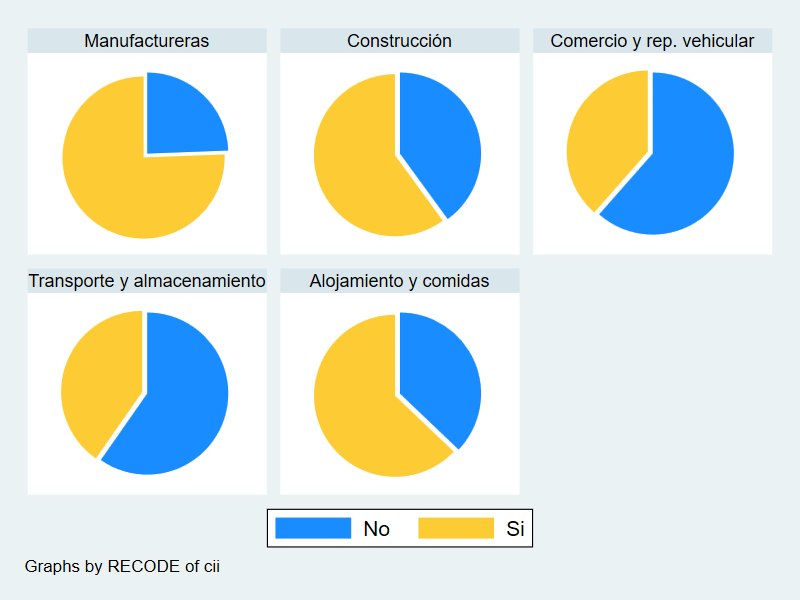 Manufactureras
Construcción
Comercio y rep. vehicular
Transporte y almacenamiento
Alojamiento y comidas
No
Si
Graphs by RECODE of cii